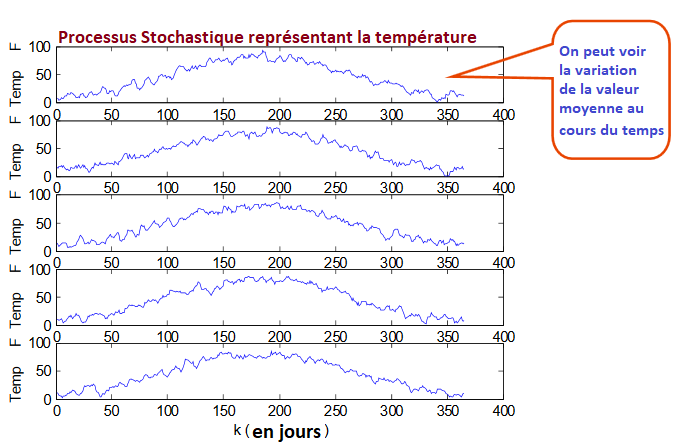 Processus Stochastique représentant la température
On peut voir
la variation
de la valeur
moyenne au
cours du temps
Temp F
100
50
0
0 50 100 150 200 250 300 350 400
Temp F
100
50
0
0 50 100 150 200 250 300 350 400
Temp F
100
50
0
0 50 100 150 200 250 300 350 400
Temp F
100
50
0
0 50 100 150 200 250 300 350 400
Temp F
100
50
0
0 50 100 150 200 250 300 350 400
k ( en jours )